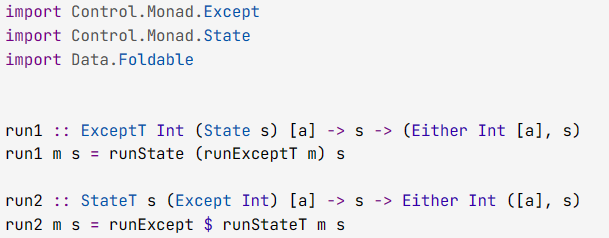 import Control.Monad.Except
import Control.Monad.State
import Data.Foldable
run1 :: ExceptT Int (State s) [a] -> s -> (Either Int [a], s)
run1 m s = runState (runExceptT m) s
run2 :: StateT s (Except Int) [a] -> s -> Either Int ([a], s)
run2 m s = runExcept $ runStateT m s